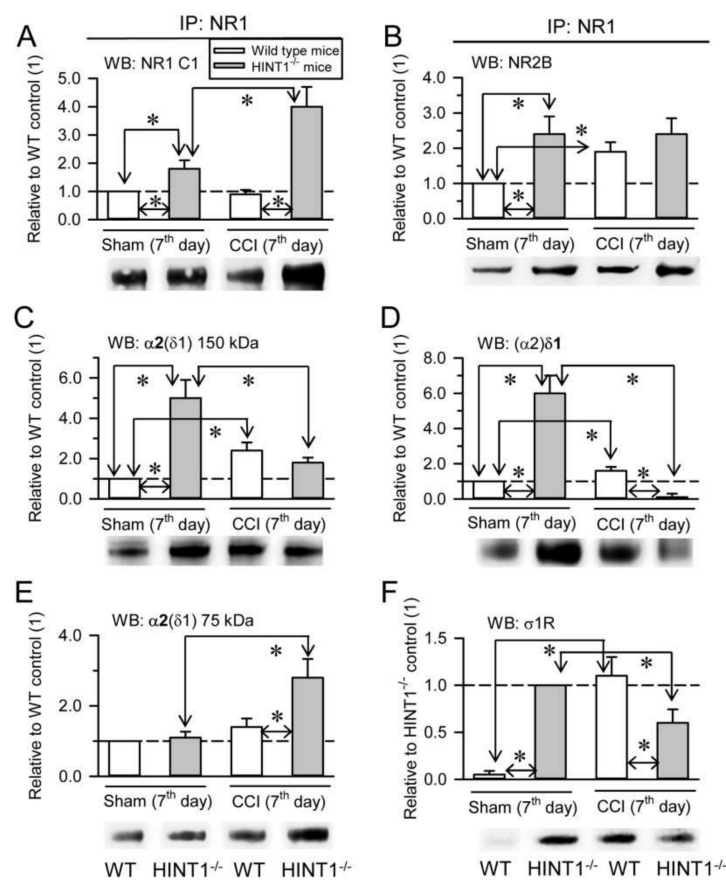 IP: NR1
A
WB: NR1 C1
Wild type mice
HINT1-/- mice
Relative to WT control (1)
5.0
4.0
3.0
2.0
1.0
0.0
*
*
*
*
Sham (7th day)
CCI (7th day)
IP: NR1
B
WB: NR2B
Relative to WT control (1)
4.0
3.0
2.0
1.0
0.0
*
*
*
Sham (7th day)
CCI (7th day)
C
WB: α2(δ1) 150 kDa
Relative to WT control (1)
6.0
4.0
2.0
0.0
*
*
*
*
Sham (7th day)
CCI (7th day)
D
WB: (α2)δ1
Relative to WT control (1)
8.0
6.0
4.0
2.0
0.0
*
*
*
*
*
Sham (7th day)
CCI (7th day)
E
WB: α2(δ1) 75 kDa
Relative to WT control (1)
4.0
2.0
0.0
*
*
Sham (7th day)
CCI (7th day)
WT HINT1-/- WT HINT1-/-
F
WB: σ1R
Relative to HINT1-/- control (1)
1.5
1.0
0.5
0.0
*
*
*
*
Sham (7th day)
CCI (7th day)
WT HINT1-/- WT HINT1-/-